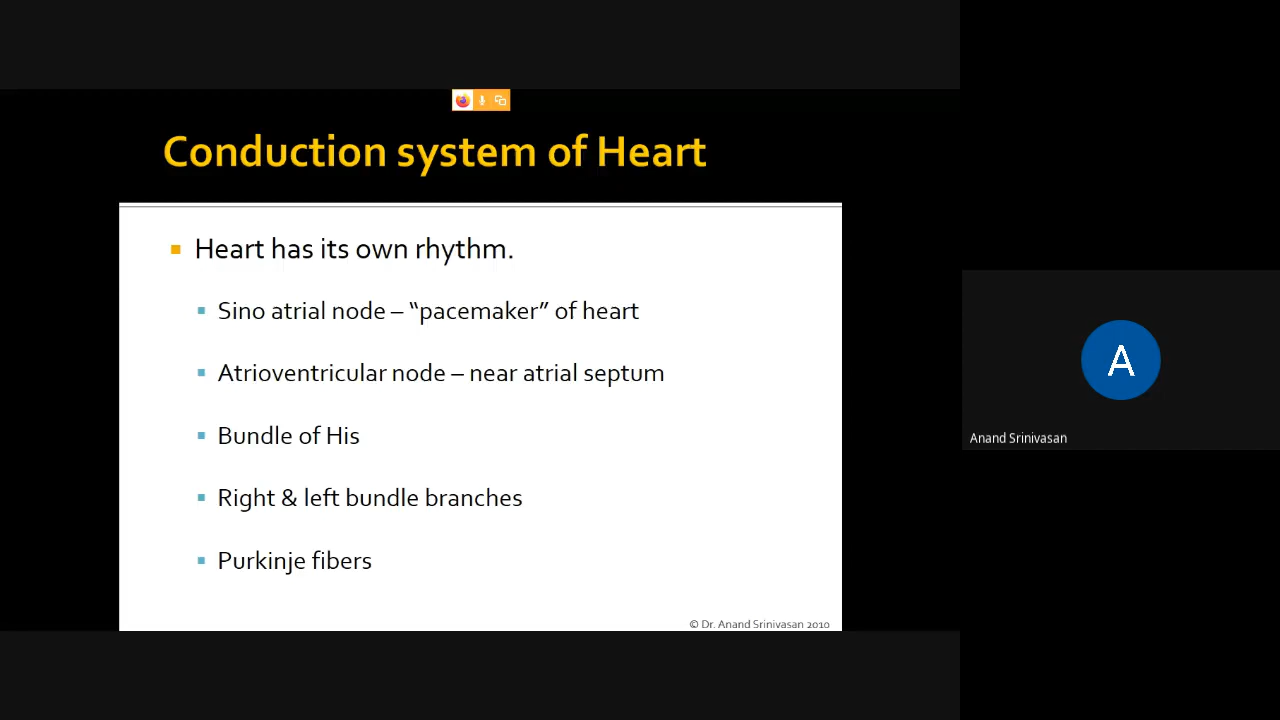 Conduction system of Heart
Heart has its own rhythm.
Sino atrial node – “pacemaker” of heart
Atrioventricular node – near atrial septum
Bundle of His
Right & left bundle branches
Purkinje fibers
© Dr. Anand Srinivasan 2010
A
Anand Srinivasan